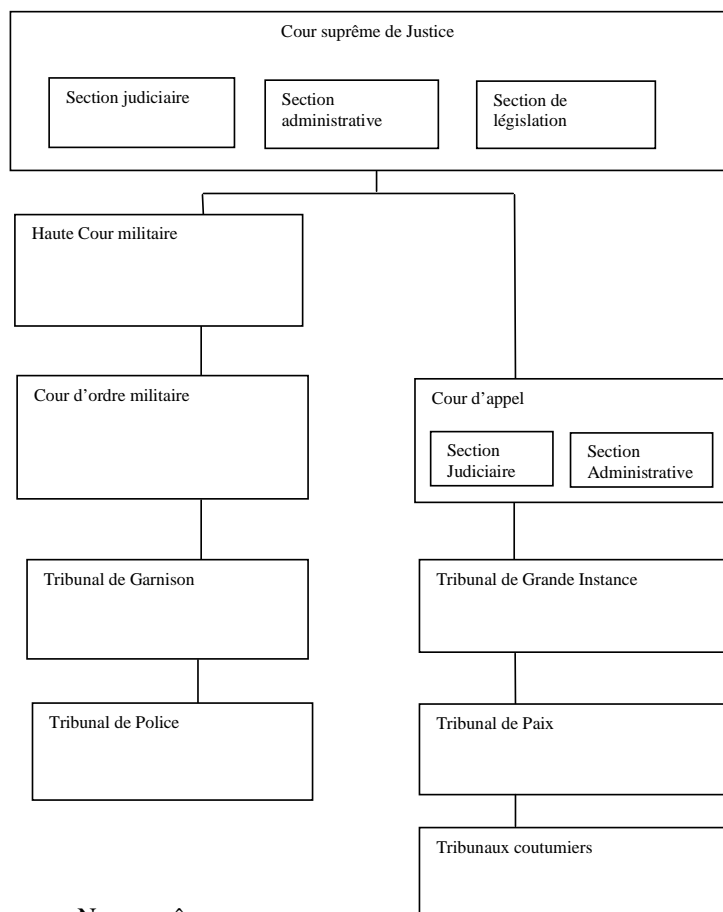 Cour suprême de Justice
Section judiciaire
Section
administrative
Section de
législation
Haute Cour militaire
Cour d'ordre militaire
Cour d'appel
Section
Judiciaire
Section
Administrative
Tribunal de Garnison
Tribunal de Grande Instance
Tribunal de Police
Tribunal de Paix
Tribunaux coutumiers